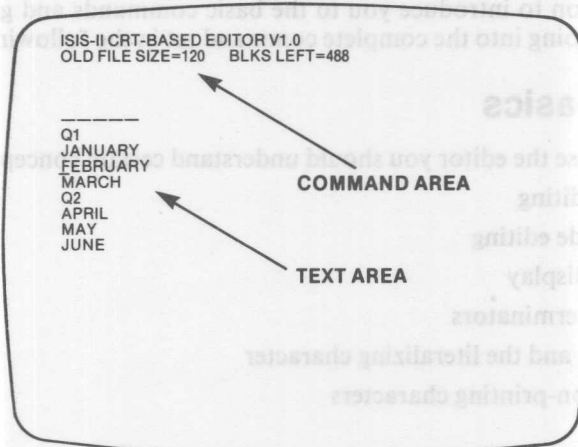 ISIS-II CRT-BASED EDITOR V1.0
OLD FILE SIZE=120 BLKS LEFT=488
Q1
JANUARY
FEBRUARY
MARCH
Q2
APRIL
MAY
JUNE
COMMAND AREA
TEXT AREA